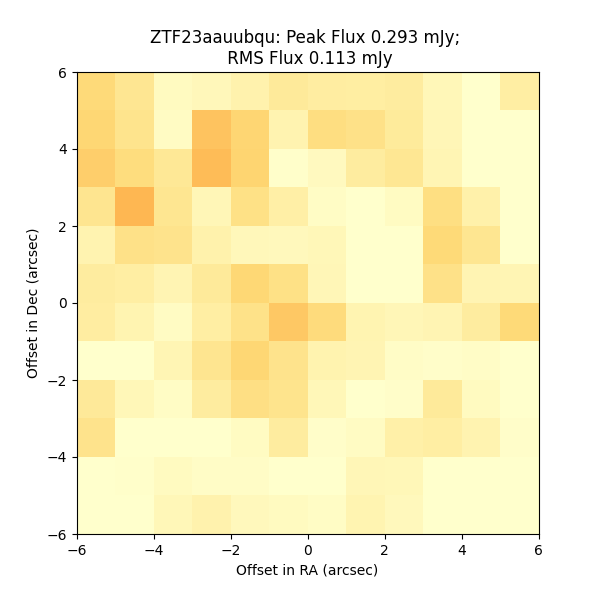 ZTF23aauubqu: Peak Flux 0.293 mJy;
RMS Flux 0.113 mJy
6
4
2
0
−2
−4
−6
Offset in Dec (arcsec)
−6 −4 −2 0 2 4 6
Offset in RA (arcsec)